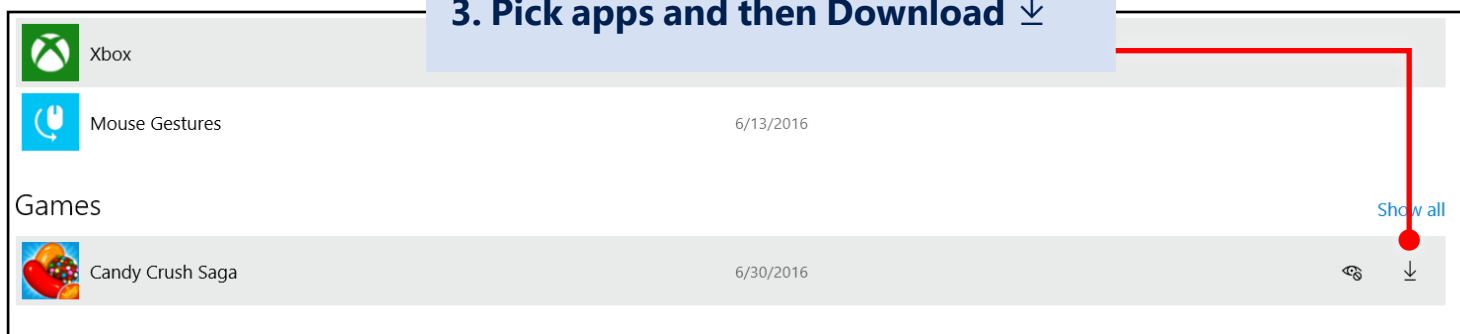 3. Pick apps and then Download ↓
Xbox
Mouse Gestures 6/13/2016
Games Show all
Candy Crush Saga 6/30/2016